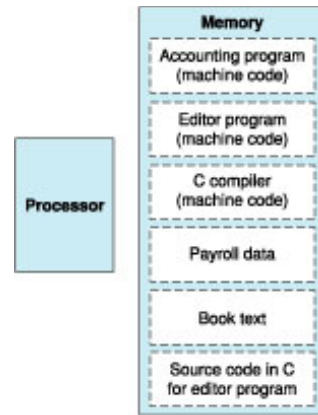 Memory
Accounting program
(machine code)
Editor program
(machine code)
C compiler
(machine code)
Processor
Payroll data
Book text
Source code in C
for editor program